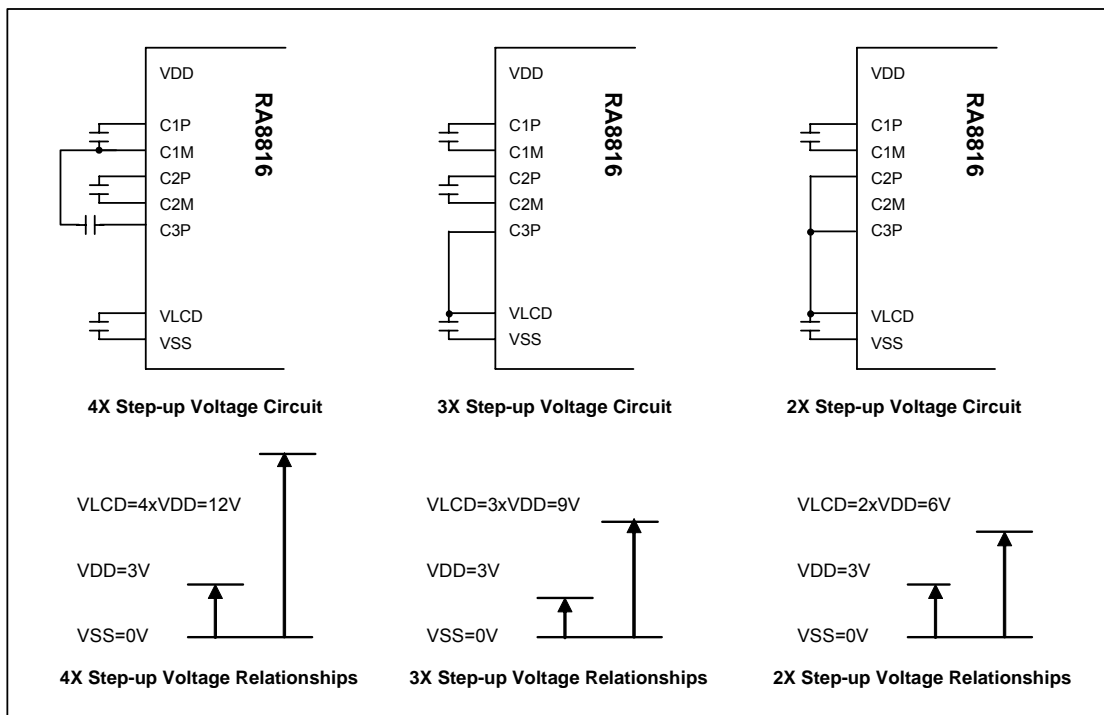 VDD
RA8816
C1P
C1M
C2P
C2M
C3P
VLCD
VSS
4X Step-up Voltage Circuit
VDD
RA8816
C1P
C1M
C2P
C2M
C3P
VLCD
VSS
3X Step-up Voltage Circuit
VDD
RA8816
C1P
C1M
C2P
C2M
C3P
VLCD
VSS
2X Step-up Voltage Circuit
VLCD=4xVDD=12V
VDD=3V
VSS=0V
4X Step-up Voltage Relationships
VLCD=3xVDD=9V
VDD=3V
VSS=0V
3X Step-up Voltage Relationships
VLCD=2xVDD=6V
VDD=3V
VSS=0V
2X Step-up Voltage Relationships